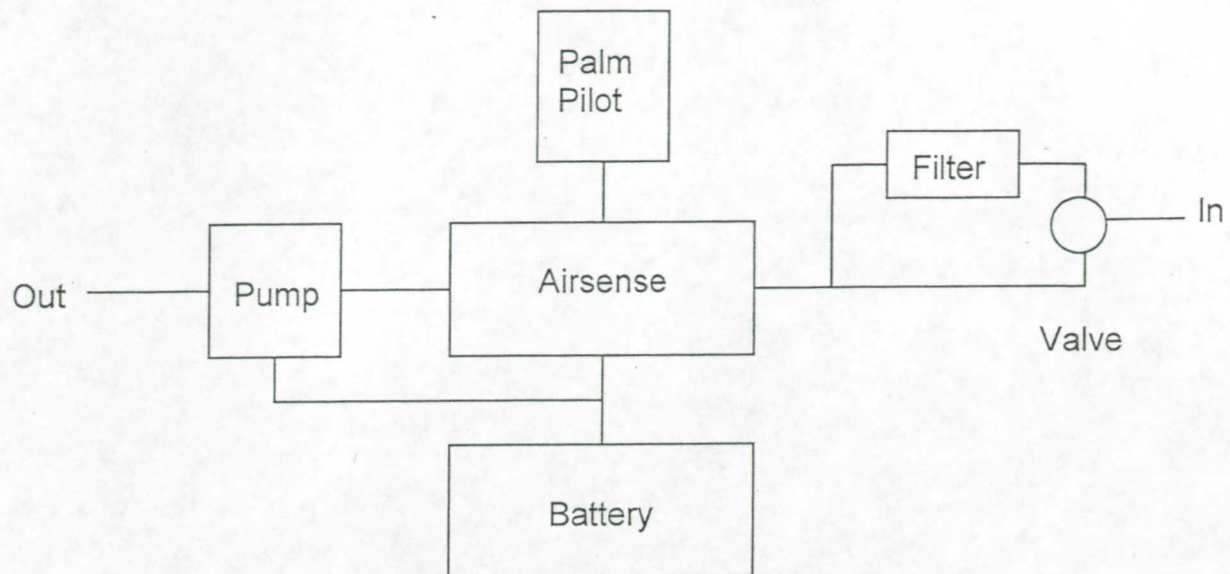 Palm
Pilot
Filter
In
Airsense
Out
Pump
Valve
Battery